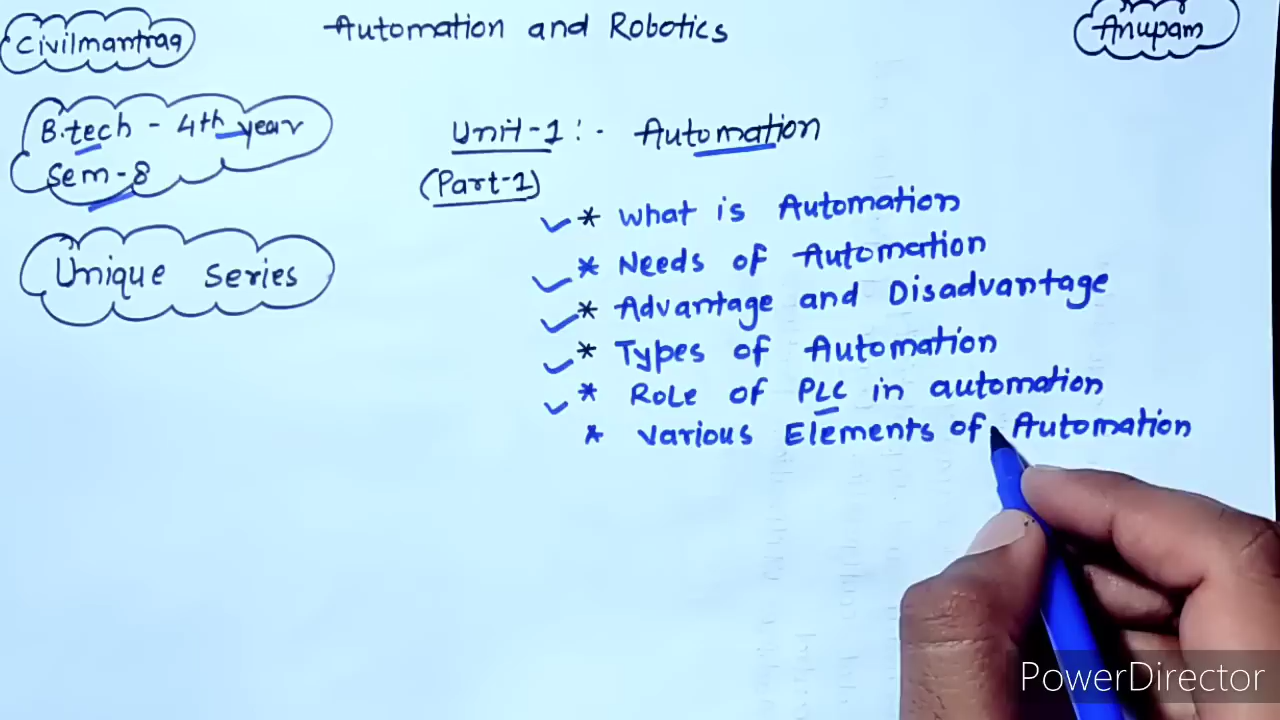 Civilmantraa
Automation and Robotics
Anupam
B.tech - 4th year
Sem-8
Unique Series
Unit-1 :- Automation
(Part-1)
* What is Automation
* Needs of Automation
* Advantage and Disadvantage
* Types of Automation
* Role of PLC in automation
* Various Elements of Automation
PowerDirector